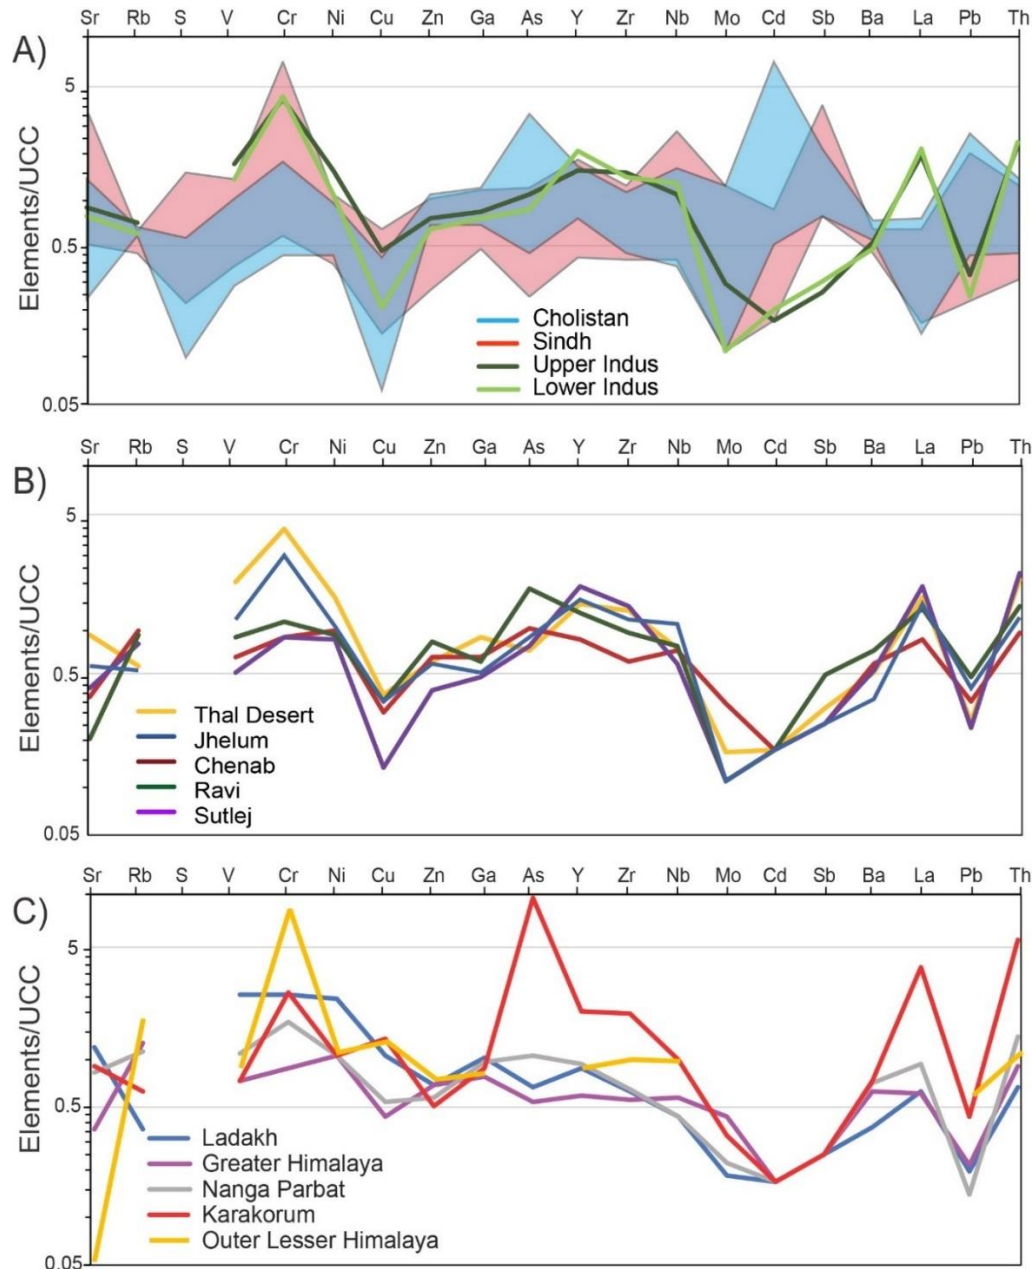 Sr Rb S V Cr Ni Cu Zn Ga As Y Zr Nb Mo Cd Sb Ba La Pb Th
A)
5
0.5
0.05
Elements/UCC
Cholistan
Sindh
Upper Indus
Lower Indus
Sr Rb S V Cr Ni Cu Zn Ga As Y Zr Nb Mo Cd Sb Ba La Pb Th
B)
5
0.5
0.05
Elements/UCC
Thal Desert
Jhelum
Chenab
Ravi
Sutlej
Sr Rb S V Cr Ni Cu Zn Ga As Y Zr Nb Mo Cd Sb Ba La Pb Th
C)
5
0.5
0.05
Elements/UCC
Ladakh
Greater Himalaya
Nanga Parbat
Karakorum
Outer Lesser Himalaya